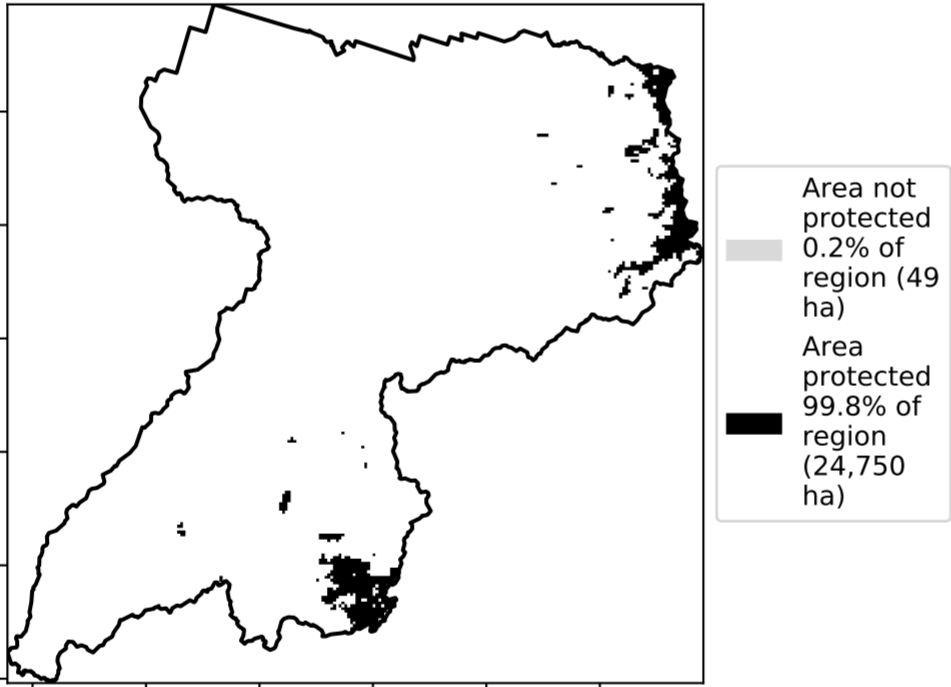 Area not
protected
0.2% of
region (49
ha)
Area
protected
99.8% of
region
(24,750
ha)